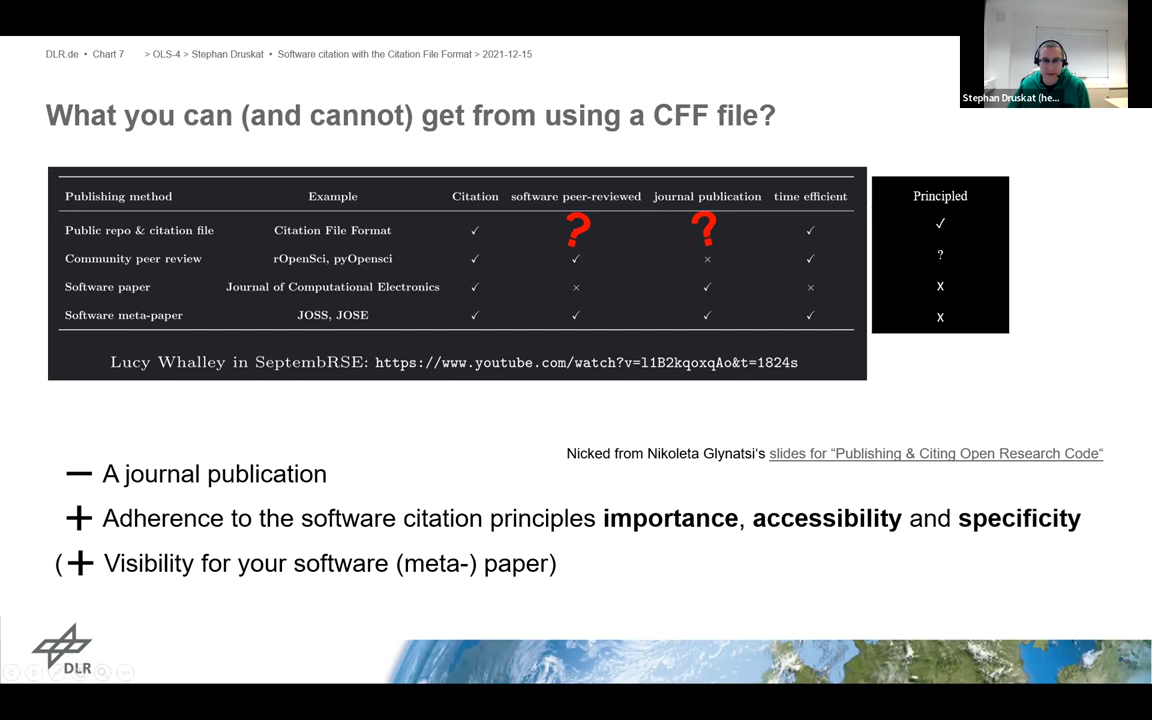 DLR.de • Chart 7 > OLS-4 > Stephan Druskat • Software citation with the Citation File Format > 2021-12-15
Stephan Druskat (he...
What you can (and cannot) get from using a CFF file?
Publishing method Example Citation software peer-reviewed journal publication time efficient Principled
Public repo & citation file Citation File Format ✓ ? ? ✓ ✓
Community peer review rOpenSci, pyOpensci ✓ ✓ × ✓ ?
Software paper Journal of Computational Electronics ✓ × ✓ × X
Software meta-paper JOSS, JOSE ✓ ✓ ✓ ✓ X
Lucy Whalley in SeptembRSE: https://www.youtube.com/watch?v=l1B2kqoxqAo&t=1824s
Nicked from Nikoleta Glynatsi‘s slides for “Publishing & Citing Open Research Code“
− A journal publication
+ Adherence to the software citation principles importance, accessibility and specificity
(+ Visibility for your software (meta-) paper)
DLR